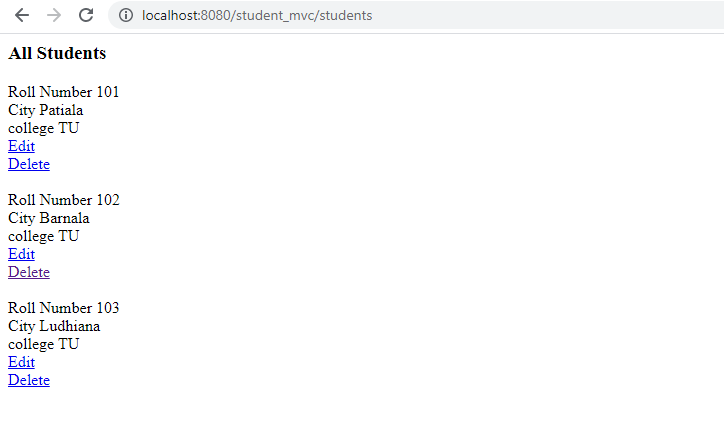 localhost:8080/student_mvc/students
All Students
Roll Number 101
City Patiala
college TU
Edit
Delete
Roll Number 102
City Barnala
college TU
Edit
Delete
Roll Number 103
City Ludhiana
college TU
Edit
Delete